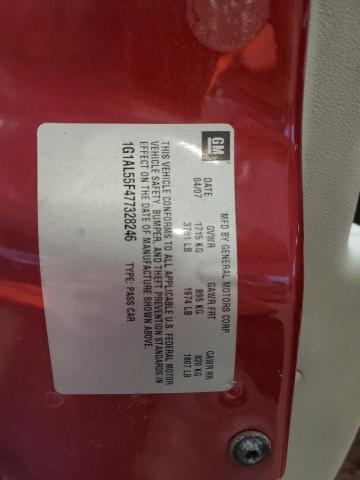 GM
MFD BY GENERAL MOTORS CORP.
DATE GVWR GAWR FRT GAWR RR
04/07 1715 KG 895 KG 820 KG
3781 LB 1974 LB 1807 LB
THIS VEHICLE CONFORMS TO ALL APPLICABLE U.S. FEDERAL MOTOR
VEHICLE SAFETY, BUMPER, AND THEFT PREVENTION STANDARDS IN
EFFECT ON THE DATE OF MANUFACTURE SHOWN ABOVE.
1G1AL55F477328246 TYPE: PASS CAR